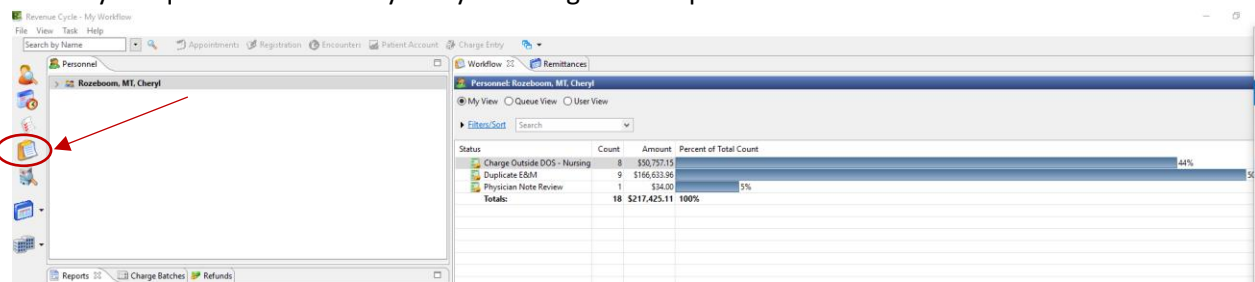 Revenue Cycle - My Workflow
File View Task Help
Search by Name Appointments Registration Encounters Patient Account Charge Entry
Personnel
Workflow Remittances
Rozeboom, MT, Cheryl
Personnel: Rozeboom, MT, Cheryl
My View Queue View User View
Filters/Sort Search
Status Count Amount Percent of Total Count
Charge Outside DOS - Nursing 8 $50,757.15 44%
Duplicate E&M 9 $166,633.96
Physician Note Review 1 $34.00 5%
Totals: 18 $217,425.11 100%
Reports Charge Batches Refunds